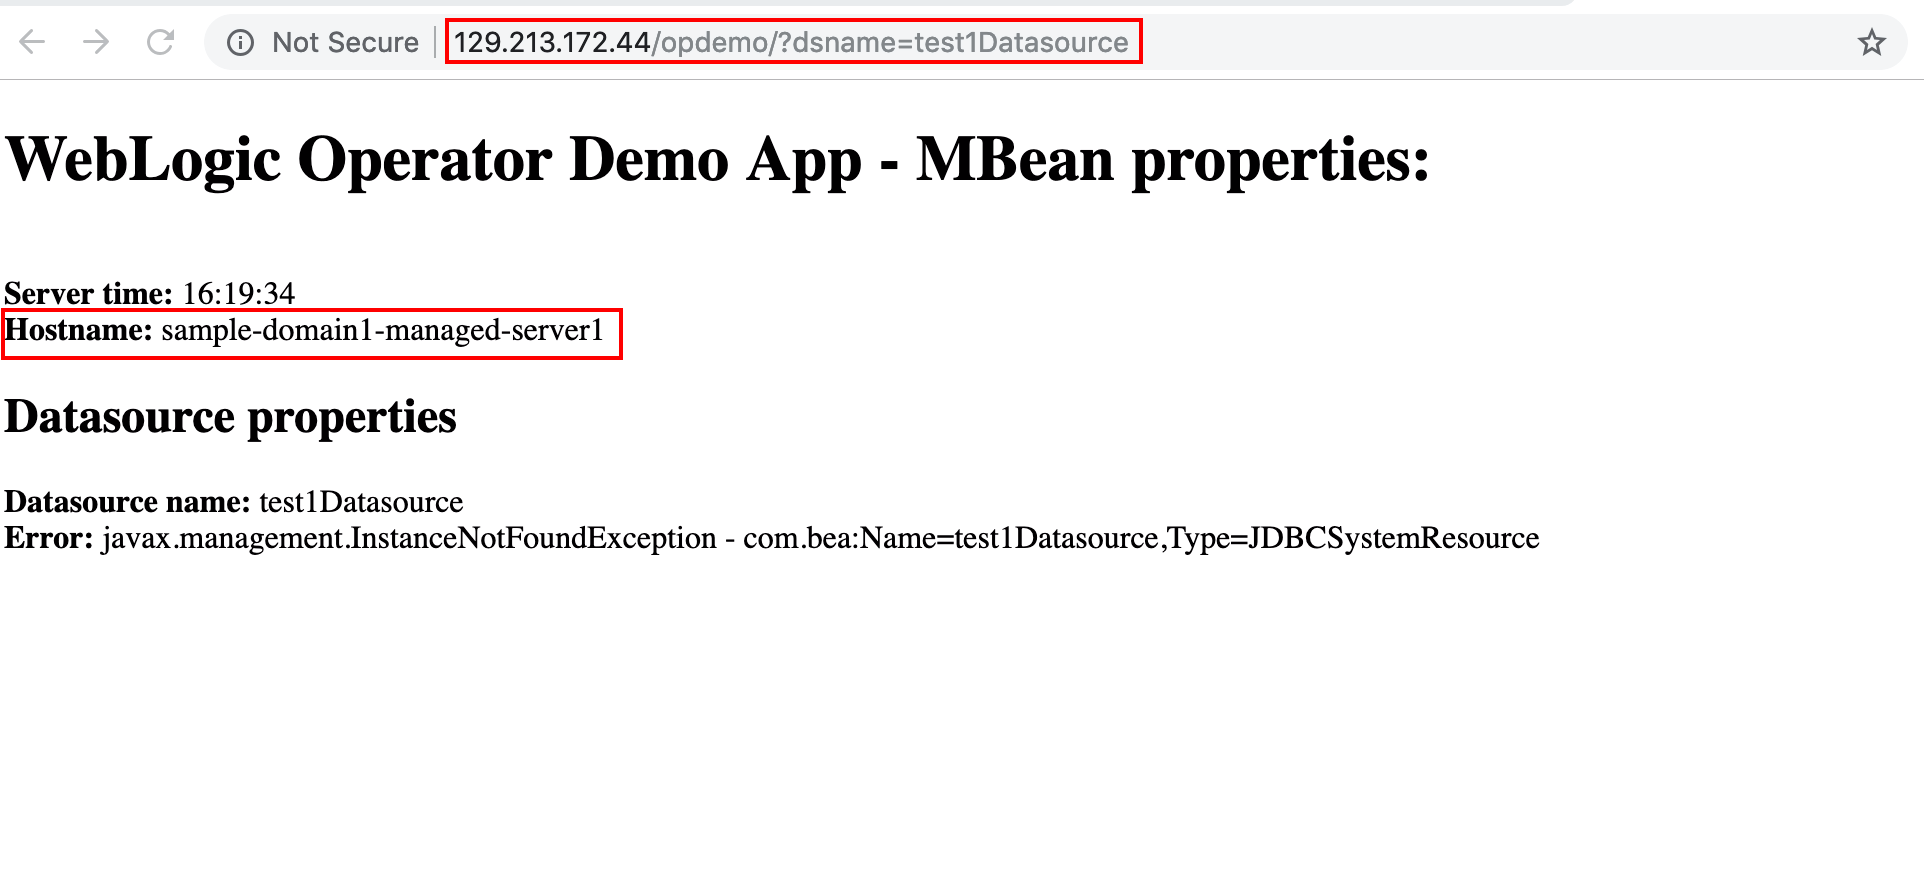 Not Secure 129.213.172.44/opdemo/?dsname=test1Datasource
WebLogic Operator Demo App - MBean properties:
Server time: 16:19:34
Hostname: sample-domain1-managed-server1
Datasource properties
Datasource name: test1Datasource
Error: javax.management.InstanceNotFoundException - com.bea:Name=test1Datasource,Type=JDBCSystemResource